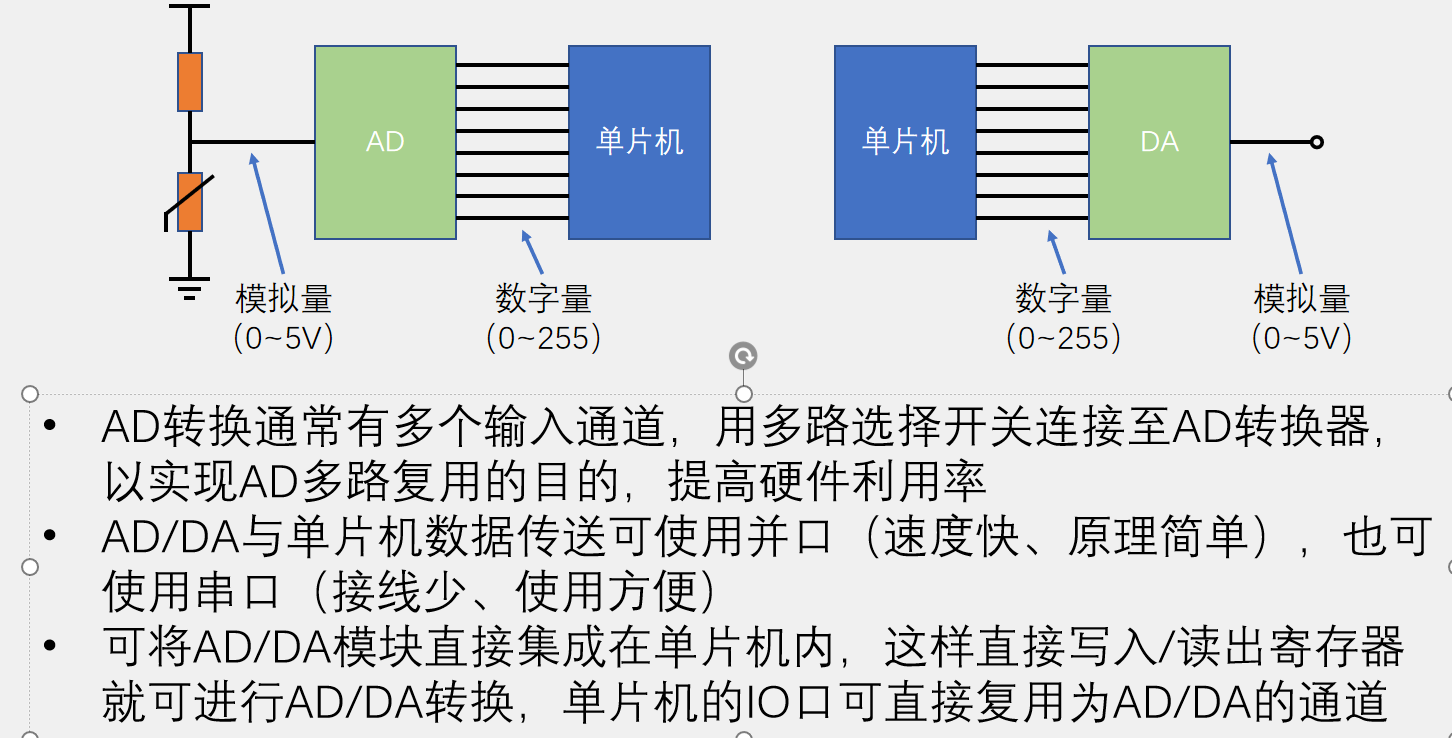 AD
单片机
单片机
DA
模拟量
(0~5V)
数字量
(0~255)
数字量
(0~255)
模拟量
(0~5V)
• AD转换通常有多个输入通道，用多路选择开关连接至AD转换器，
以实现AD多路复用的目的，提高硬件利用率
• AD/DA与单片机数据传送可使用并口（速度快、原理简单），也可
使用串口（接线少、使用方便）
• 可将AD/DA模块直接集成在单片机内，这样直接写入/读出寄存器
就可进行AD/DA转换，单片机的IO口可直接复用为AD/DA的通道